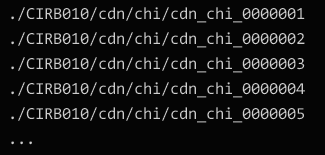 ./CIRB010/cdn/chi/cdn_chi_0000001
./CIRB010/cdn/chi/cdn_chi_0000002
./CIRB010/cdn/chi/cdn_chi_0000003
./CIRB010/cdn/chi/cdn_chi_0000004
./CIRB010/cdn/chi/cdn_chi_0000005
...